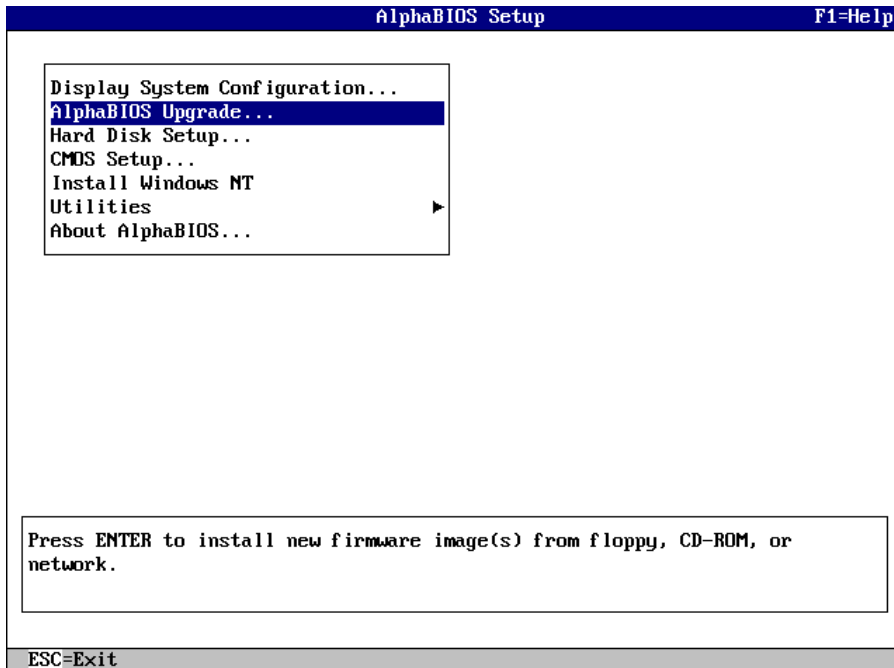 AlphaBIOS Setup F1=Help
Display System Configuration...
AlphaBIOS Upgrade...
Hard Disk Setup...
CMOS Setup...
Install Windows NT
Utilities
About AlphaBIOS...
Press ENTER to install new firmware image(s) from floppy, CD-ROM, or
network.
ESC=Exit